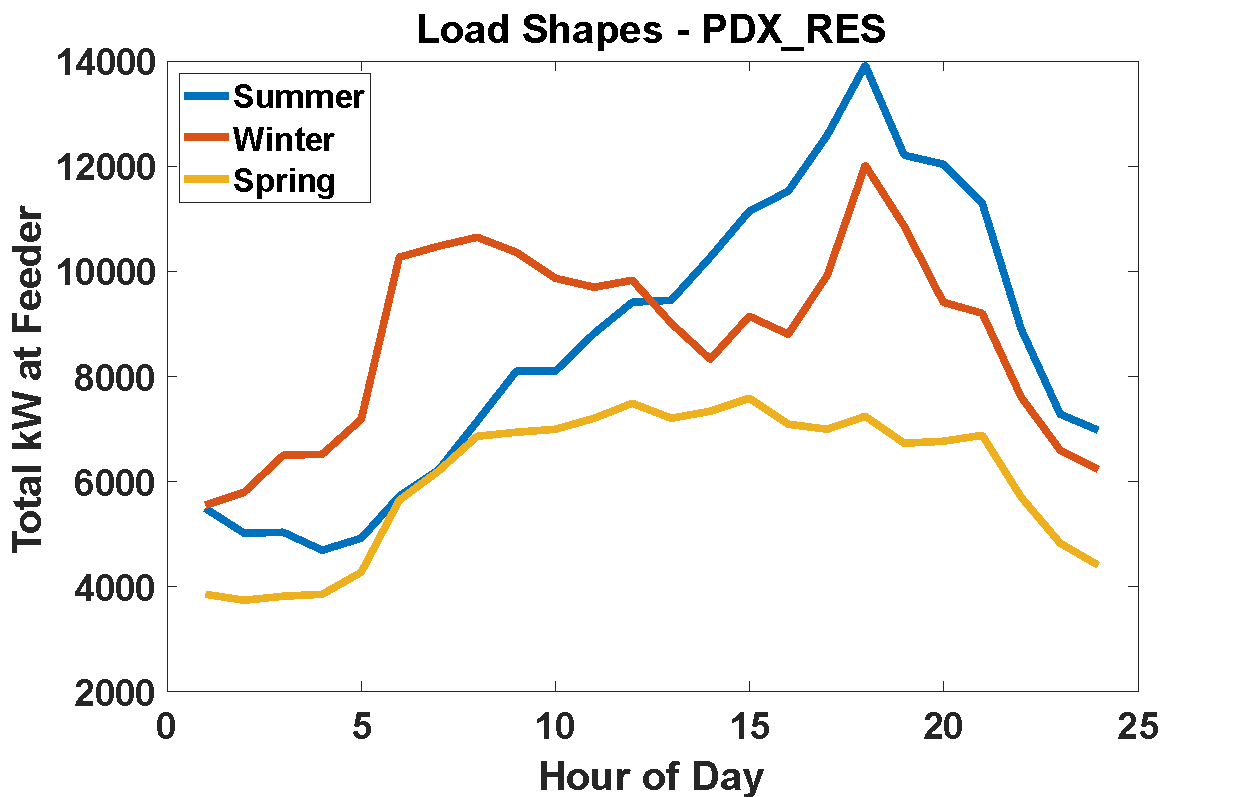 Load Shapes - PDX_RES
14000
12000
10000
8000
6000
4000
2000
Total kW at Feeder
Summer
Winter
Spring
0
5
10
15
20
25
Hour of Day